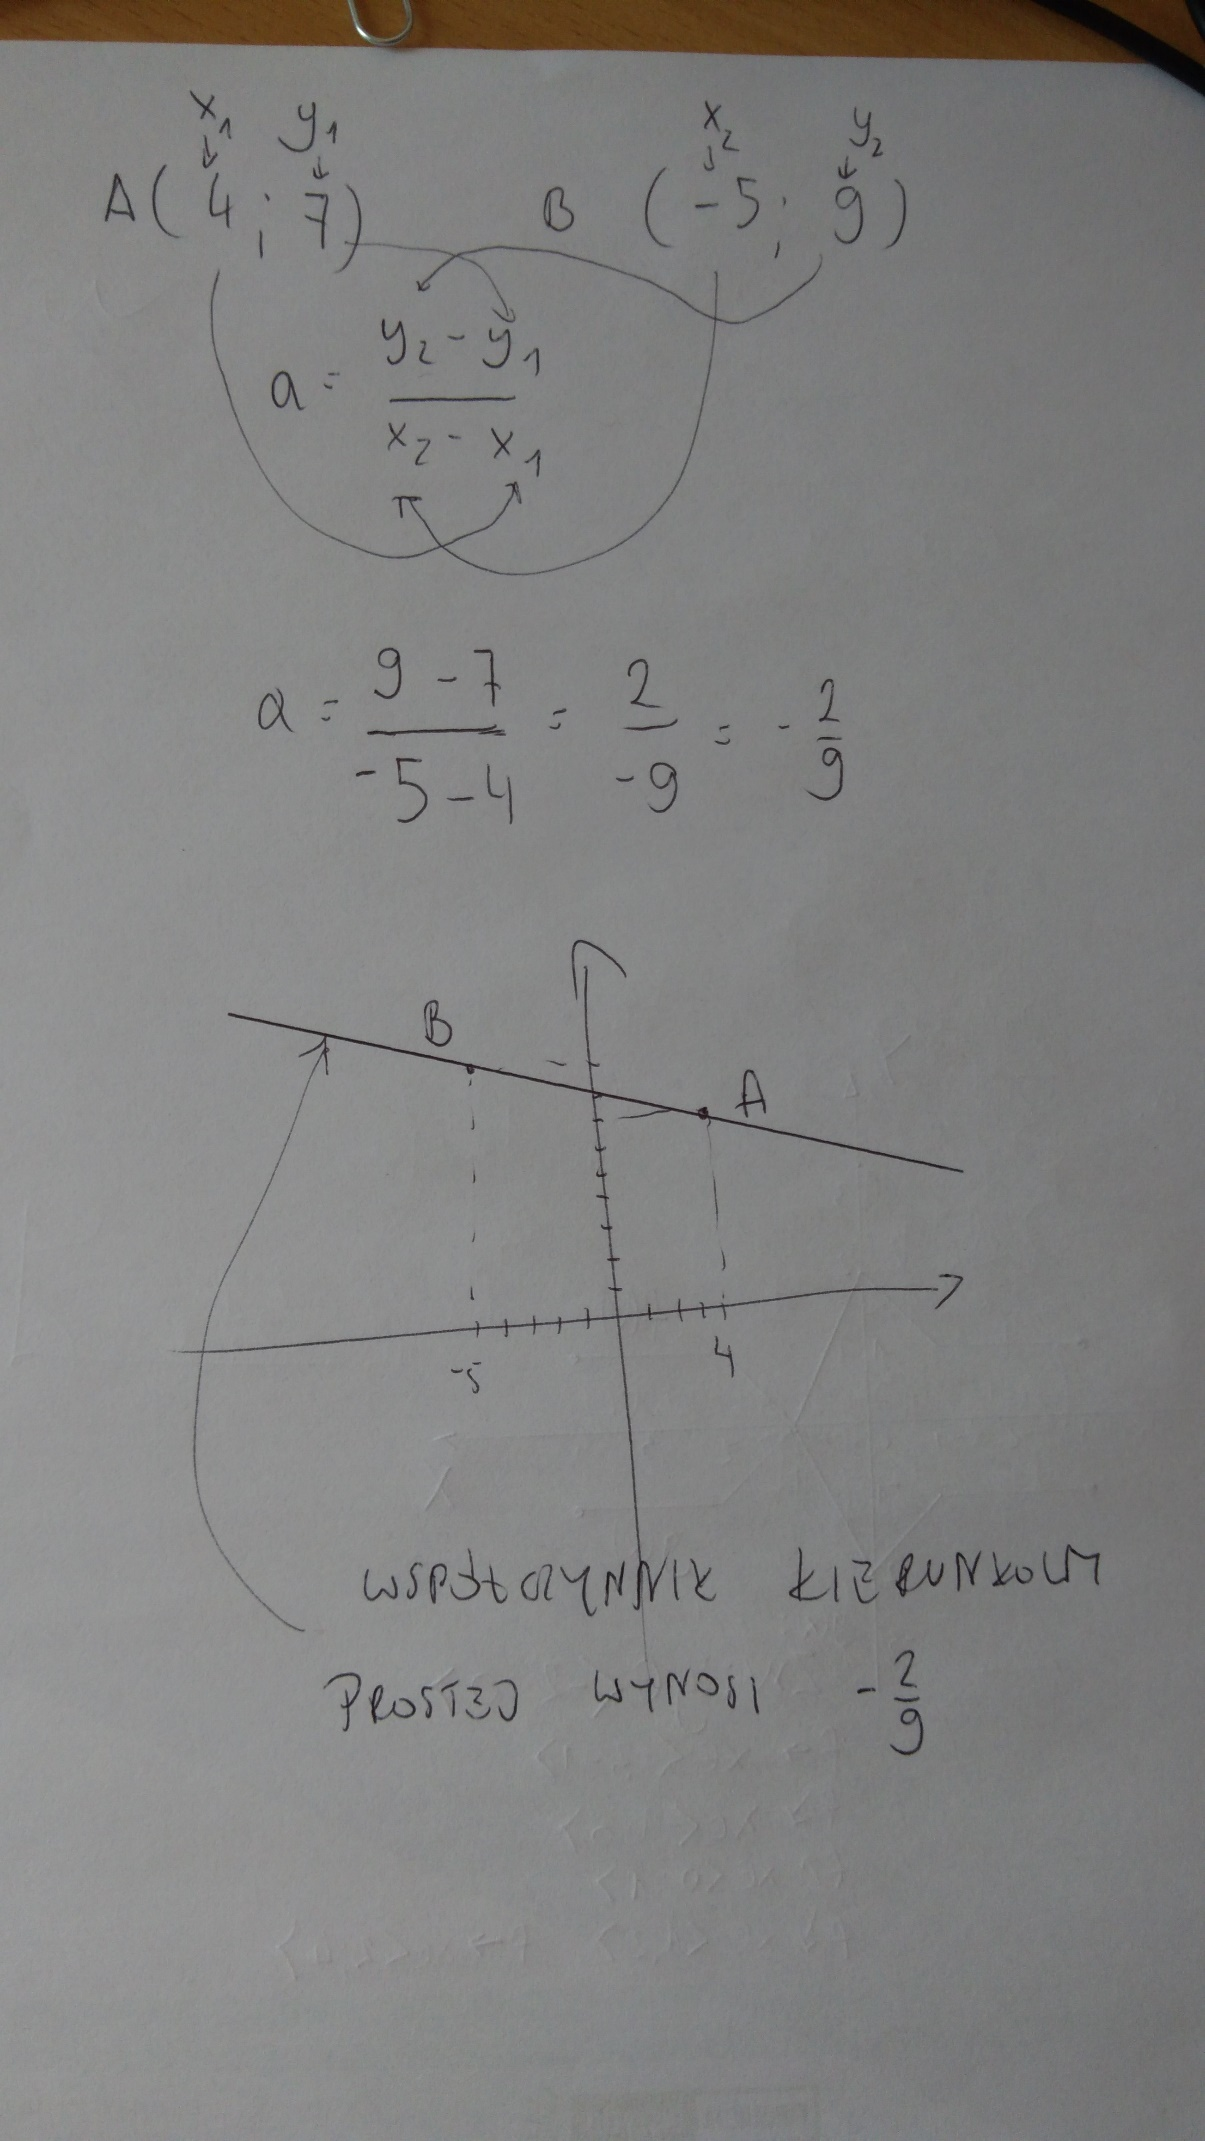 x₁ y₁ x₂ y₂
A(4; 7) B (-5; 9)
a = (y₂ - y₁)/(x₂ - x₁)
a = (9 - 7)/(-5 - 4) = 2/-9 = - 2/9
B
A
-5 4
WSPÓŁCZYNNIK KIERUNKOWY
PROSTEJ WYNOSI - 2/9